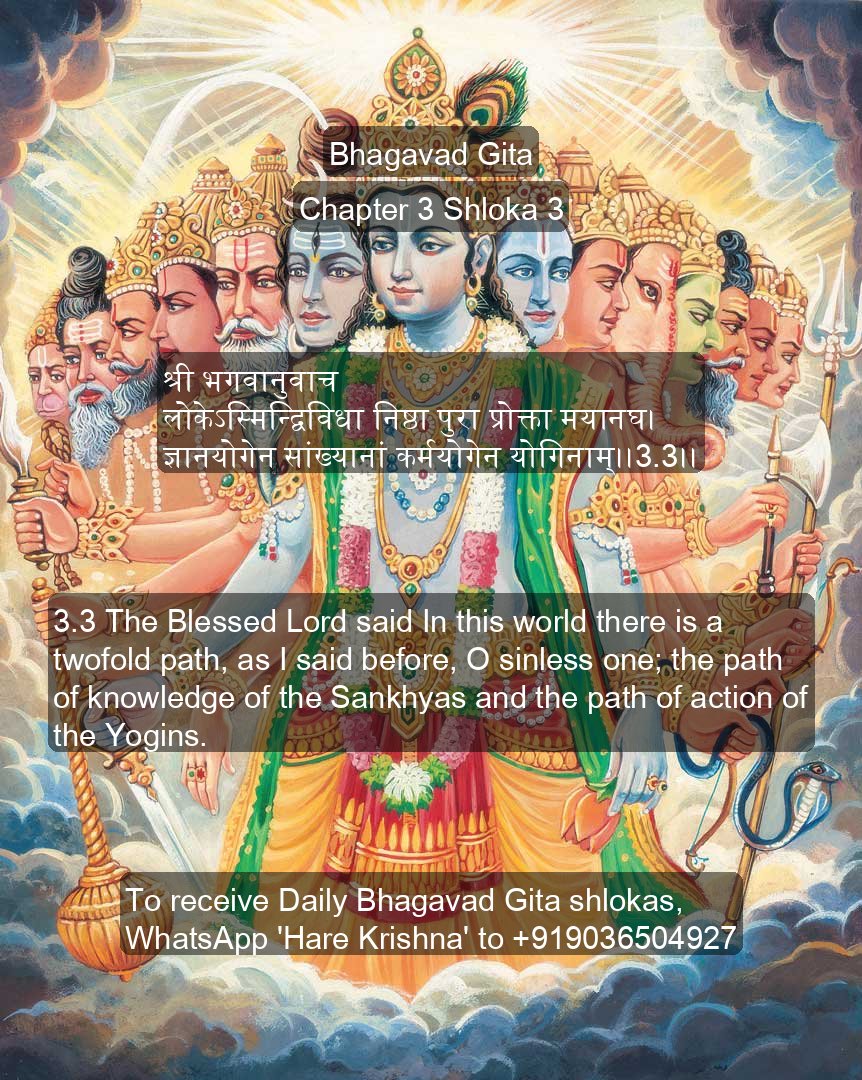 Bhagavad Gita
Chapter 3 Shloka 3
श्री भगवानुवाच
लोकेऽस्मिन्द्विविधा निष्ठा पुरा प्रोक्ता मयानघ।
ज्ञानयोगेन सांख्यानां कर्मयोगेन योगिनाम्।।3.3।।
3.3 The Blessed Lord said In this world there is a
twofold path, as I said before, O sinless one; the path
of knowledge of the Sankhyas and the path of action of
the Yogins.
To receive Daily Bhagavad Gita shlokas,
WhatsApp 'Hare Krishna' to +919036504927